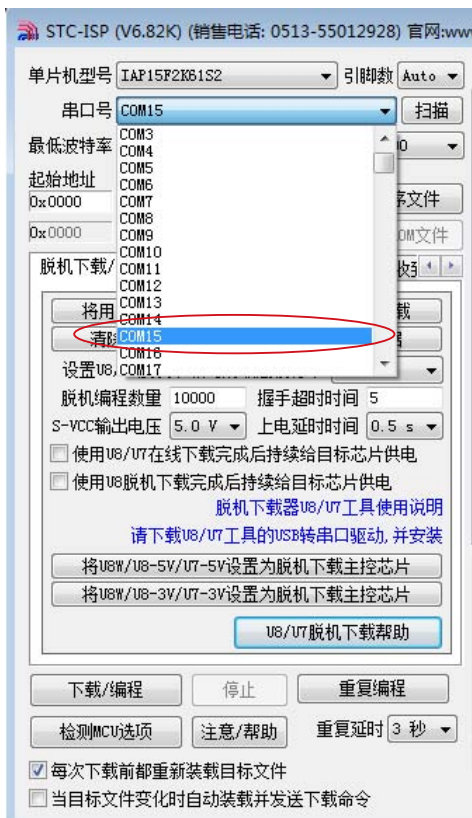 STC-ISP (V6.82K) (销售电话: 0513-55012928) 官网:www
单片机型号 IAP15F2K61S2 引脚数 Auto
串口号 COM15 扫描
最低波特率 COM3
COM4
起始地址 COM5
COM6
0x0000 COM7 序文件
COM8
0x0000 COM9 OM文件
COM10
脱机下载/ COM11
COM12
将用 COM13 载
COM14
清除 COM15
COM16
设置U8/ COM17
脱机编程数量 10000 握手超时时间 5
S-VCC输出电压 5.0 V 上电延时时间 0.5 s
使用U8/U7在线下载完成后持续给目标芯片供电
使用U8脱机下载完成后持续给目标芯片供电
脱机下载器U8/U7工具使用说明
请下载U8/U7工具的USB转串口驱动,并安装
将U8W/U8-5V/U7-5V设置为脱机下载主控芯片
将U8W/U8-3V/U7-3V设置为脱机下载主控芯片
U8/U7脱机下载帮助
下载/编程 停止 重复编程
检测MCU选项 注意/帮助 重复延时 3 秒
每次下载前都重新装载目标文件
当目标文件变化时自动装载并发送下载命令